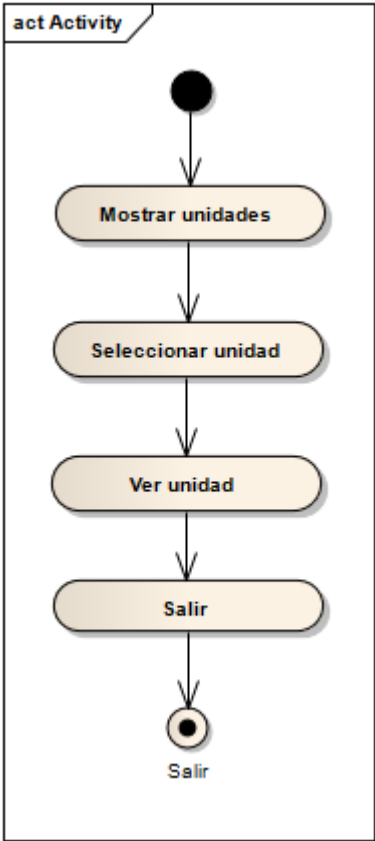 act Activity
Mostrar unidades
Seleccionar unidad
Ver unidad
Salir
Salir